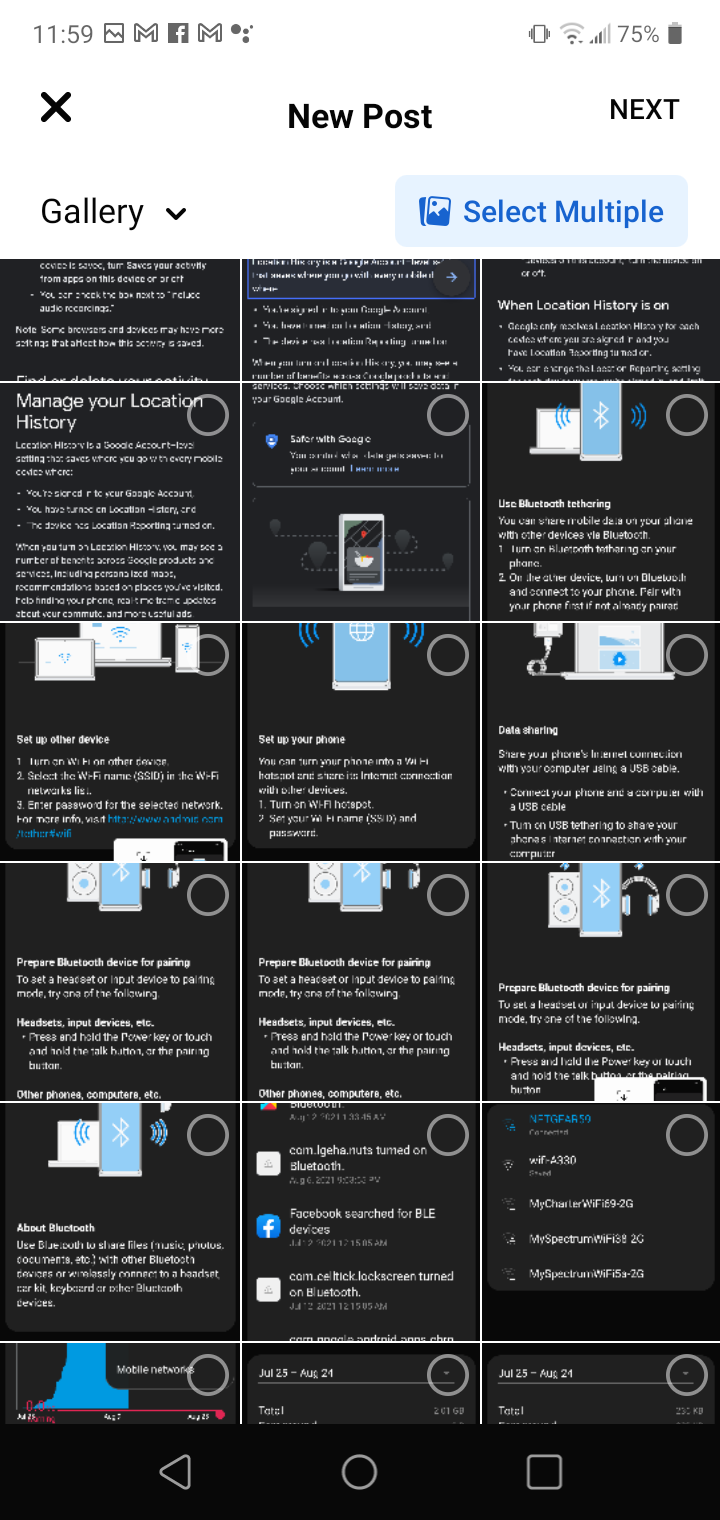 11:59
75%
New Post
NEXT
Gallery
Select Multiple
device is saved, turn Saves your activity
from apps on this device on or off
• You can check the box next to "Include
audio recordings."
Note: Some browsers and devices may have more
settings that affect how this activity is saved.
Find or delete your activity
Location History is a Google Account–level se
that saves where you go with every mobile d
where:
• You're signed in to your Google Account,
• You have turned on Location History, and
• The device has Location Reporting turned on
When you turn on Location History, you may see a
number of benefits across Google products and
or off.
When Location History is on
• Google only receives Location History for each
device where you are signed in and you
have Location Reporting turned on.
• You can change the Location Reporting setting
Manage your Location
History
Location History is a Google Account–level
setting that saves where you go with every mobile
device where:
• You're signed in to your Google Account,
• You have turned on Location History, and
• The device has Location Reporting turned on.
When you turn on Location History, you may see a
number of benefits across Google products and
services, including personalized maps,
recommendations based on places you've visited,
help finding your phone, real-time traffic updates
about your commute, and more useful ads.
services. Choose which settings will save data in
your Google Account.
Safer with Google
You control what data gets saved to
your account. Learn more
Use Bluetooth tethering
You can share mobile data on your phone
with other devices via Bluetooth.
1. Turn on Bluetooth tethering on your
phone.
2. On the other device, turn on Bluetooth
and connect to your phone. Pair with
your phone first if not already paired
Set up other device
1. Turn on Wi-Fi on other device.
2. Select the Wi-Fi name (SSID) in the Wi-Fi
networks list.
3. Enter password for the selected network.
For more info, visit http://www.android.com
/tether#wifi
Set up your phone
You can turn your phone into a Wi-Fi
hotspot and share its Internet connection
with other devices.
1. Turn on Wi-Fi hotspot.
2. Set your Wi-Fi name (SSID) and
password.
Data sharing
Share your phone's Internet connection
with your computer using a USB cable.
• Connect your phone and a computer with
a USB cable
• Turn on USB tethering to share your
phone's Internet connection with your
computer
Prepare Bluetooth device for pairing
To set a headset or input device to pairing
mode, try one of the following.
Headsets, input devices, etc.
• Press and hold the Power key or touch
and hold the talk button, or the pairing
button.
Other phones, computers, etc.
Prepare Bluetooth device for pairing
To set a headset or input device to pairing
mode, try one of the following.
Headsets, input devices, etc.
• Press and hold the Power key or touch
and hold the talk button, or the pairing
button.
Other phones, computers, etc.
Prepare Bluetooth device for pairing
To set a headset or input device to pairing
mode, try one of the following.
Headsets, input devices, etc.
• Press and hold the Power key or touch
and hold the talk button, or the pairing
button
About Bluetooth
Use Bluetooth to share files (music, photos,
documents, etc.) with other Bluetooth
devices or wirelessly connect to a headset,
car kit, keyboard or other Bluetooth
devices.
Bluetooth.
Aug 12, 2021 1:33:45 AM
com.lgeha.nuts turned on
Bluetooth.
Aug 6, 2021 9:03:53 PM
Facebook searched for BLE
devices
Jul 12, 2021 12:15:05 AM
com.celltick.lockscreen turned
on Bluetooth.
Jul 12, 2021 12:15:05 AM
com.google.android.apps.chro
NETGEAR59
Connected
wifi-A330
Saved
MyCharterWiFi69-2G
MySpectrumWiFi38-2G
MySpectrumWiFi5a-2G
Mobile networks
Jul 25
Aug 7
Aug 23
Jul 25 – Aug 24
Total
2.01 GB
Jul 25 – Aug 24
Total
230 KB